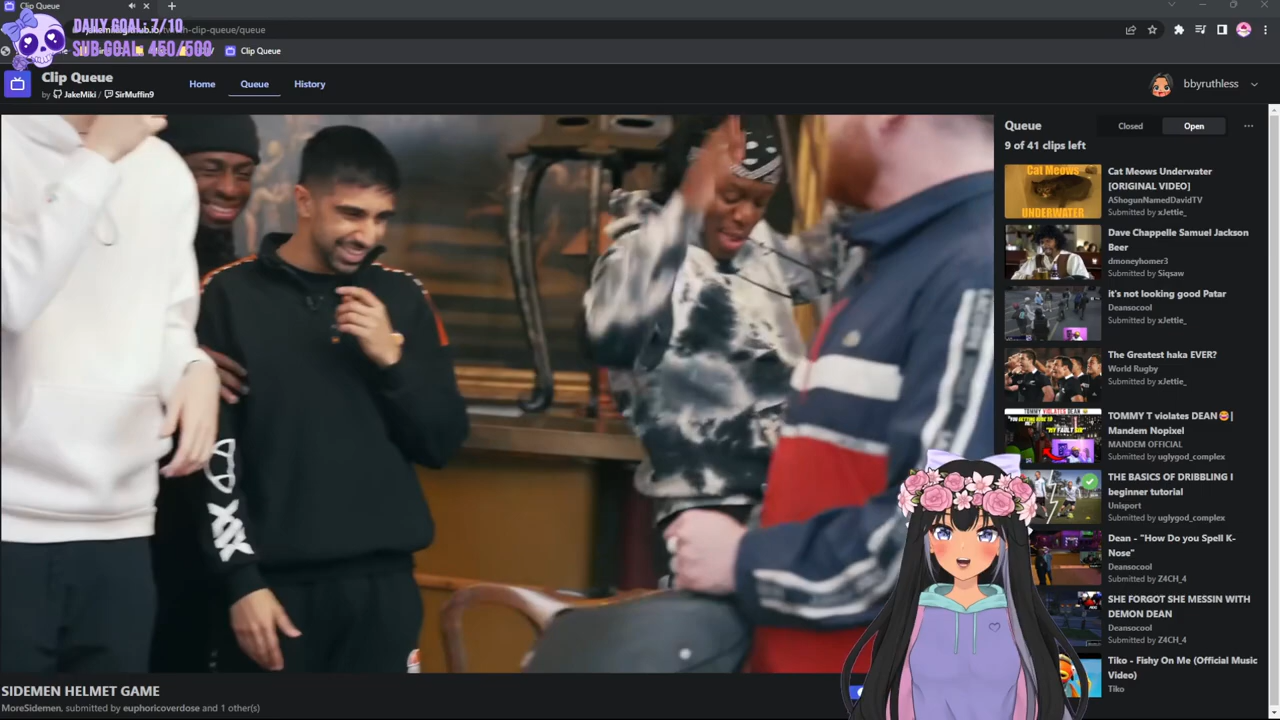 Clip Queue
DAILY GOAL: 7/10
SUB GOAL: 450/500
-clip-queue/queue
Clip Queue
Clip Queue
by JakeMiki / SirMuffin9
Home
Queue
History
bbyruthless
Queue
Closed
Open
9 of 41 clips left
Cat Meows
UNDERWATER
Cat Meows Underwater
[ORIGINAL VIDEO]
AShogunNamedDavidTV
Submitted by xJettie_
Dave Chappelle Samuel Jackson
Beer
dmoneyhomer3
Submitted by Siqsaw
it's not looking good Patar
Deansocool
Submitted by xJettie_
The Greatest haka EVER?
World Rugby
Submitted by xJettie_
TOMMY T violates DEAN🥰|
Mandem Nopixel
MANDEM OFFICIAL
Submitted by uglygod_complex
THE BASICS OF DRIBBLING I
beginner tutorial
Unisport
Submitted by uglygod_complex
Dean - "How Do you Spell K-
Nose"
Deansocool
Submitted by Z4CH_4
SHE FORGOT SHE MESSIN WITH
DEMON DEAN
Deansocool
Submitted by Z4CH_4
Tiko - Fishy On Me (Official Music
Video)
Tiko
SIDEMEN HELMET GAME
MoreSidemen, submitted by euphoricoverdose and 1 other(s)